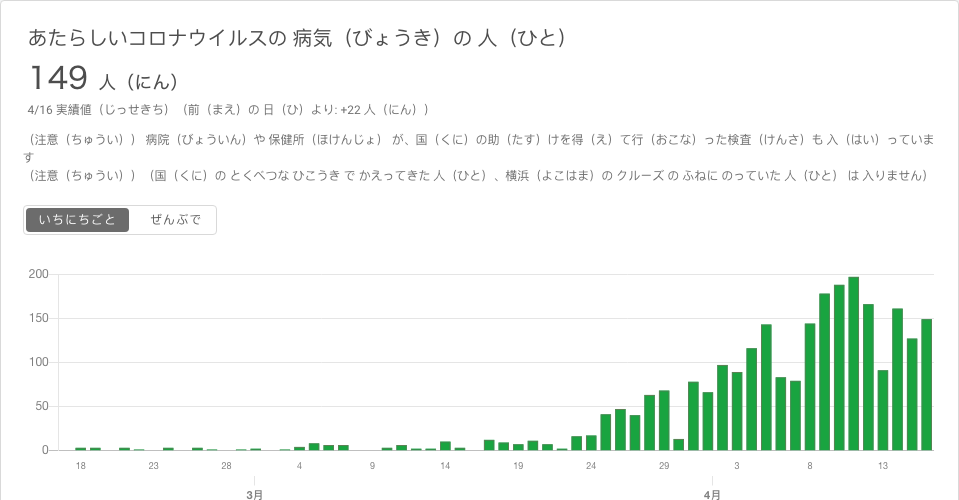 あたらしいコロナウイルスの 病気（びょうき）の 人（ひと）
149 人（にん）
4/16 実績値（じっせきち）（前（まえ）の 日（ひ）より: +22 人（にん））
（注意（ちゅうい）） 病院（びょういん）や 保健所（ほけんじょ） が、国（くに）の助（たす）けを得（え）て行（おこな）った検査（けんさ）も 入（はい）っていま
す
（注意（ちゅうい））（国（くに）の とくべつな ひこうき で かえってきた 人（ひと）、横浜（よこはま）の クルーズ の ふねに のっていた 人（ひと） は 入りません）
いちにちごと ぜんぶで
200
150
100
50
0
18 23 28 4 9 14 19 24 29 3 8 13
3月 4月